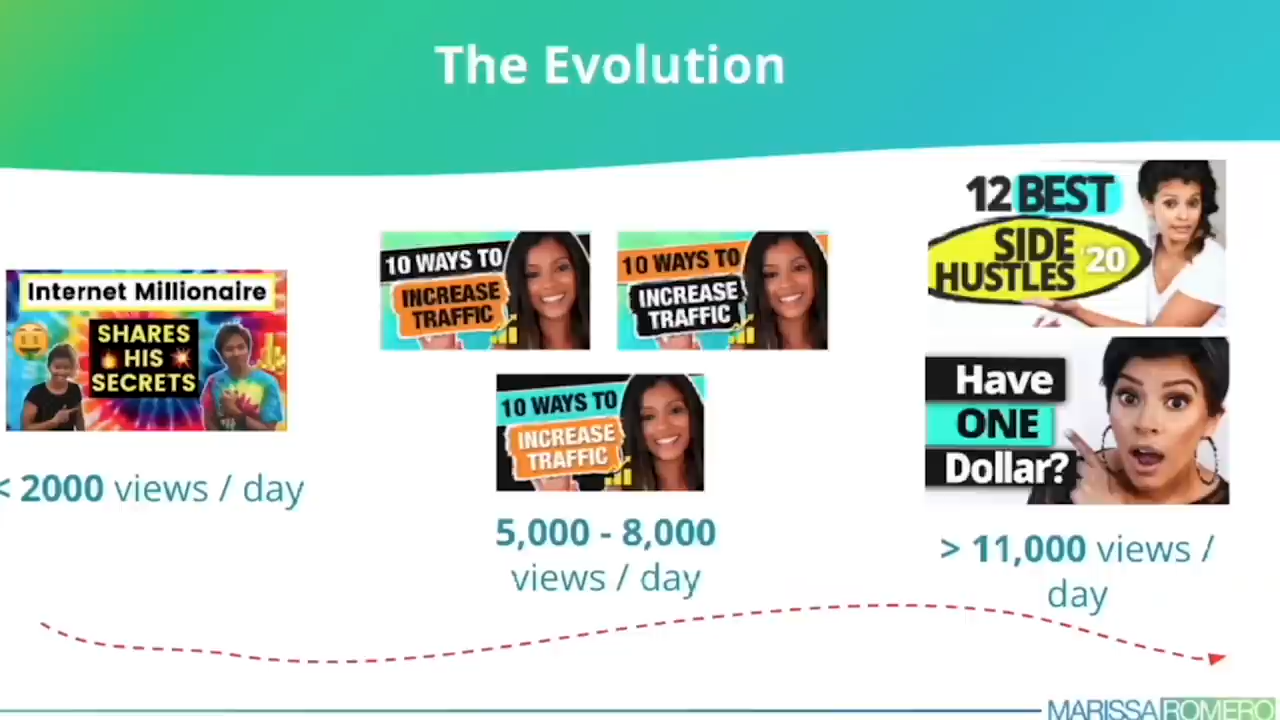 The Evolution
Internet Millionaire
SHARES
HIS
SECRETS
< 2000 views / day
10 WAYS TO
INCREASE
TRAFFIC
10 WAYS TO
INCREASE
TRAFFIC
10 WAYS TO
INCREASE
TRAFFIC
5,000 - 8,000
views / day
12 BEST
SIDE
HUSTLES '20
Have
ONE
Dollar?
> 11,000 views /
day
MARISSA ROMERO